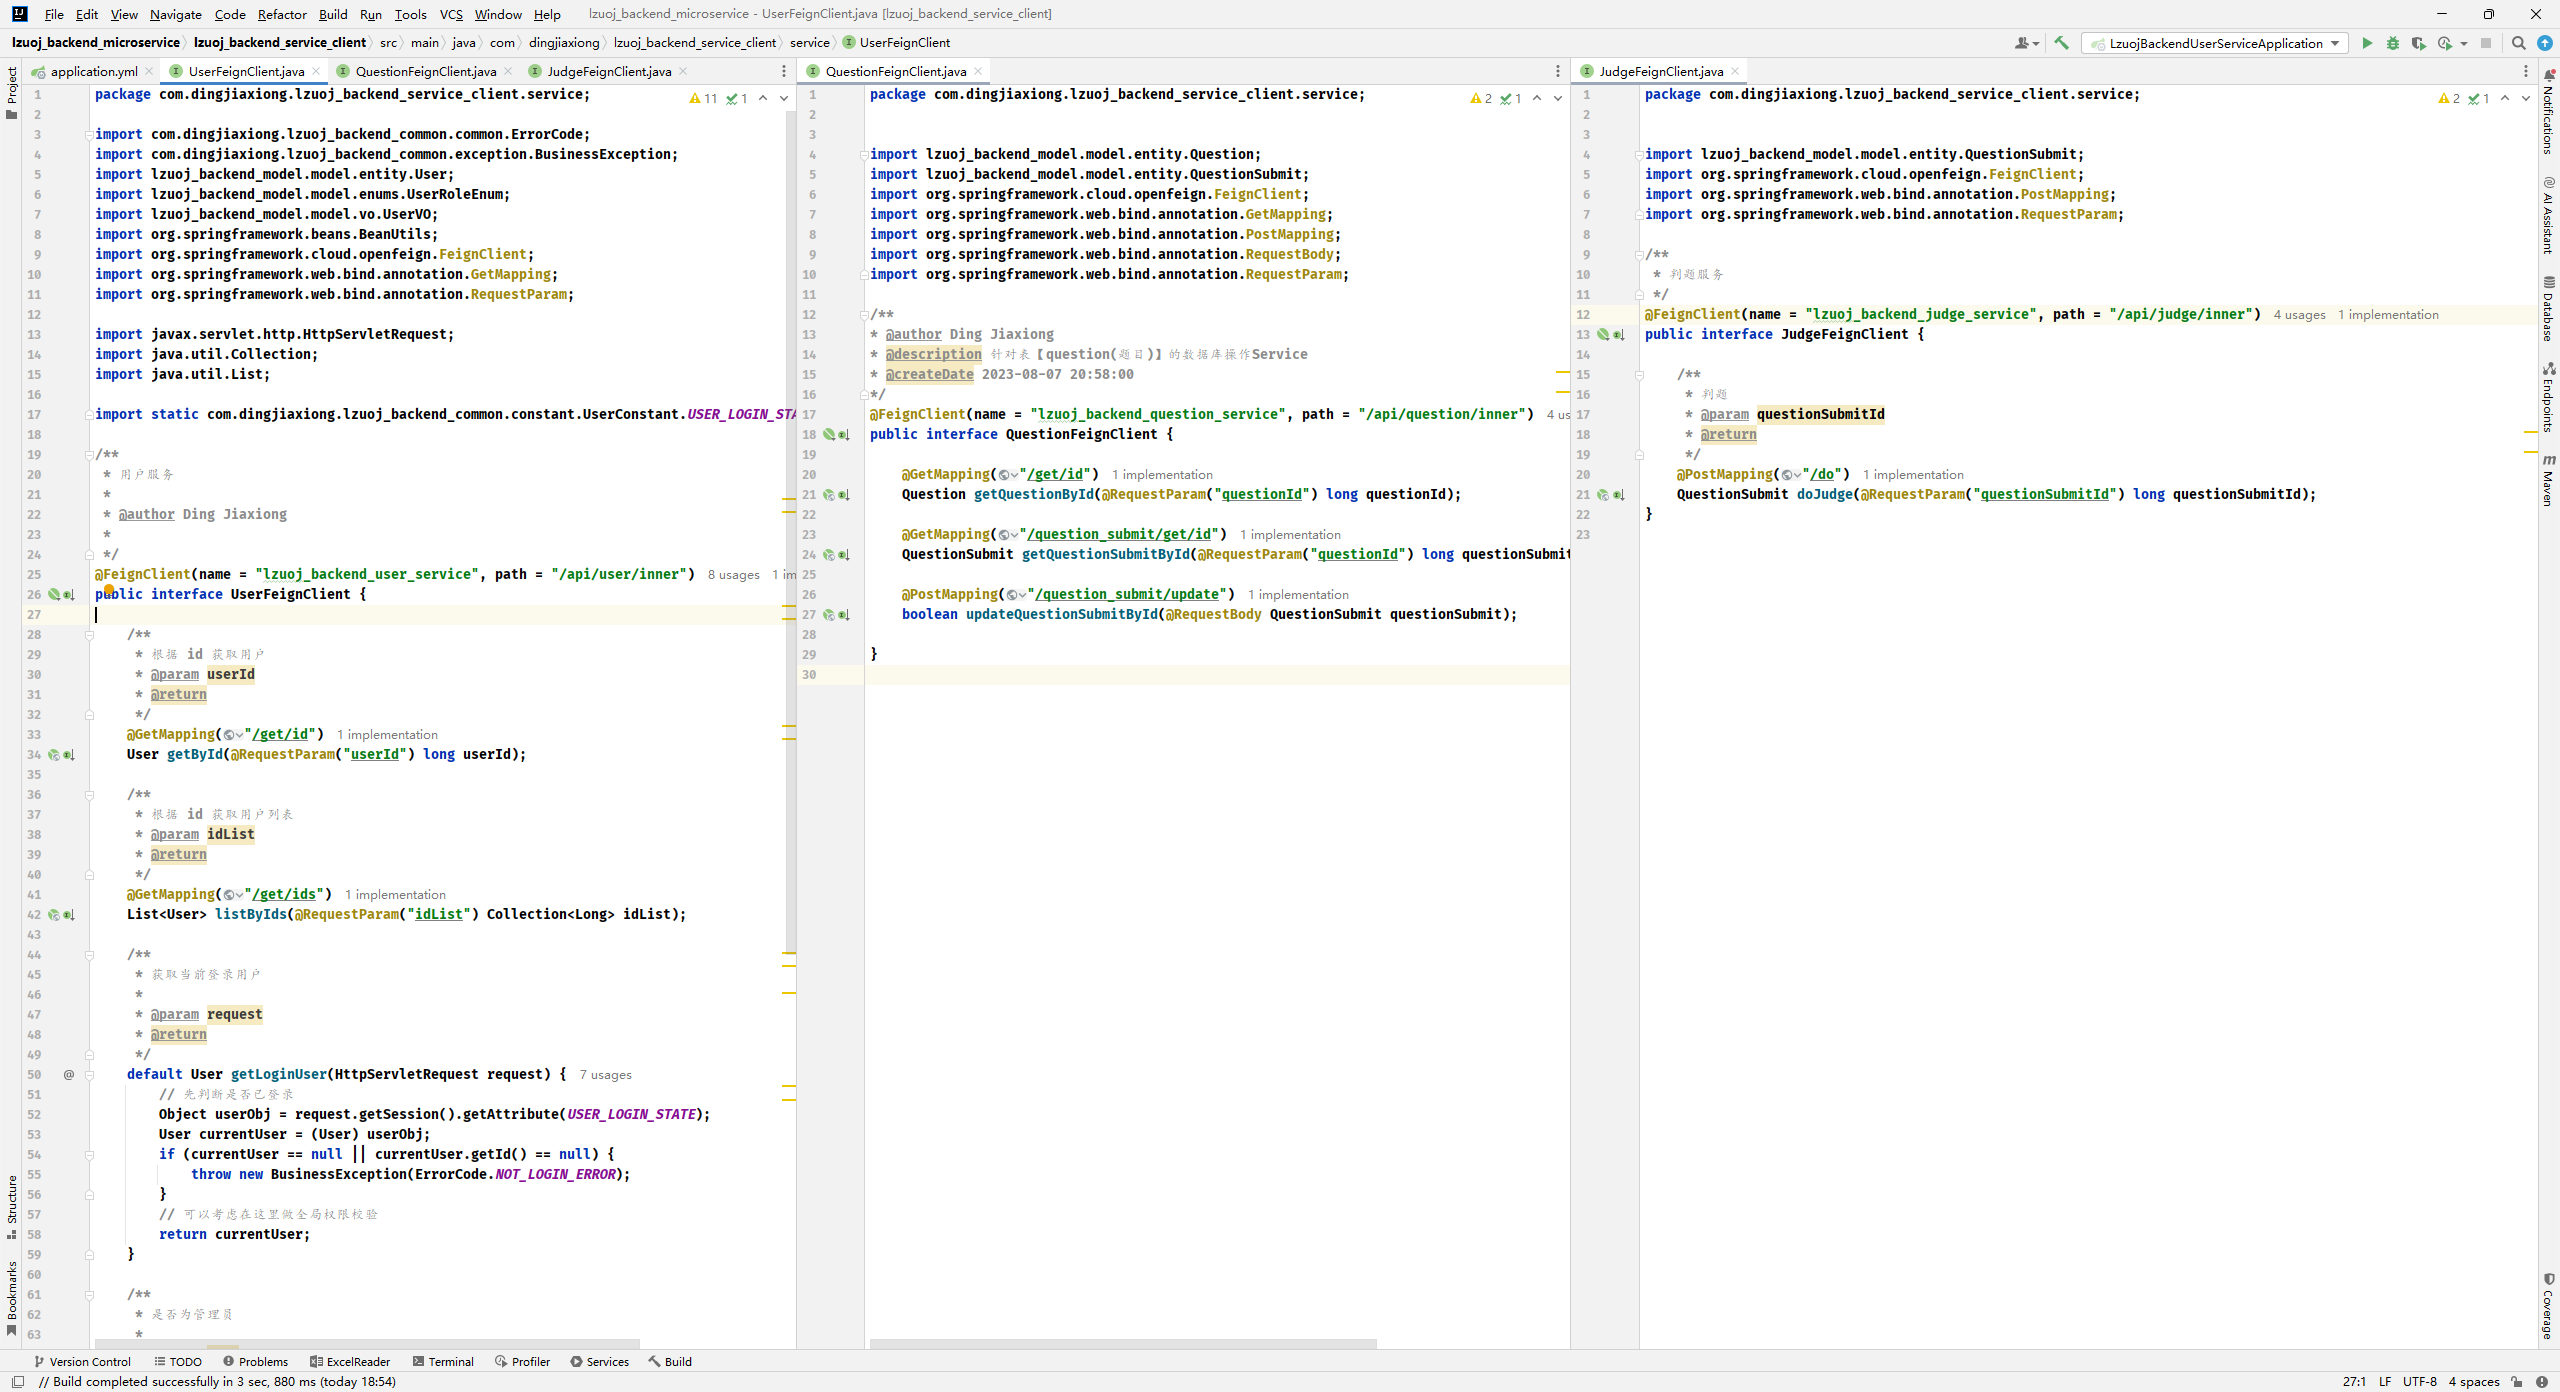 File Edit View Navigate Code Refactor Build Run Tools VCS Window Help lzuoj_backend_microservice - UserFeignClient.java [lzuoj_backend_service_client]
lzuoj_backend_microservice lzuoj_backend_service_client src main java com dingjiaxiong lzuoj_backend_service_client service UserFeignClient LzuojBackendUserServiceApplication
Project
application.yml UserFeignClient.java QuestionFeignClient.java JudgeFeignClient.java
11 1
1 package com.dingjiaxiong.lzuoj_backend_service_client.service;
2
3 import com.dingjiaxiong.lzuoj_backend_common.common.ErrorCode;
4 import com.dingjiaxiong.lzuoj_backend_common.exception.BusinessException;
5 import lzuoj_backend_model.model.entity.User;
6 import lzuoj_backend_model.model.enums.UserRoleEnum;
7 import lzuoj_backend_model.model.vo.UserVO;
8 import org.springframework.beans.BeanUtils;
9 import org.springframework.cloud.openfeign.FeignClient;
10 import org.springframework.web.bind.annotation.GetMapping;
11 import org.springframework.web.bind.annotation.RequestParam;
12
13 import javax.servlet.http.HttpServletRequest;
14 import java.util.Collection;
15 import java.util.List;
16
17 import static com.dingjiaxiong.lzuoj_backend_common.constant.UserConstant.USER_LOGIN_STA
18
19 /**
20 * 用户服务
21 *
22 * @author Ding Jiaxiong
23 *
24 */
25 @FeignClient(name = "lzuoj_backend_user_service", path = "/api/user/inner") 8 usages 1 im
26 public interface UserFeignClient {
27
28 /**
29 * 根据 id 获取用户
30 * @param userId
31 * @return
32 */
33 @GetMapping("/get/id") 1 implementation
34 User getById(@RequestParam("userId") long userId);
35
36 /**
37 * 根据 id 获取用户列表
38 * @param idList
39 * @return
40 */
41 @GetMapping("/get/ids") 1 implementation
42 List<User> listByIds(@RequestParam("idList") Collection<Long> idList);
43
44 /**
45 * 获取当前登录用户
46 *
47 * @param request
48 * @return
49 */
50 @ default User getLoginUser(HttpServletRequest request) { 7 usages
51 // 先判断是否已登录
52 Object userObj = request.getSession().getAttribute(USER_LOGIN_STATE);
53 User currentUser = (User) userObj;
54 if (currentUser == null || currentUser.getId() == null) {
55 throw new BusinessException(ErrorCode.NOT_LOGIN_ERROR);
56 }
57 // 可以考虑在这里做全局权限校验
58 return currentUser;
59 }
60
61 /**
62 * 是否为管理员
63 *
QuestionFeignClient.java
2 1
1 package com.dingjiaxiong.lzuoj_backend_service_client.service;
2
3
4 import lzuoj_backend_model.model.entity.Question;
5 import lzuoj_backend_model.model.entity.QuestionSubmit;
6 import org.springframework.cloud.openfeign.FeignClient;
7 import org.springframework.web.bind.annotation.GetMapping;
8 import org.springframework.web.bind.annotation.PostMapping;
9 import org.springframework.web.bind.annotation.RequestBody;
10 import org.springframework.web.bind.annotation.RequestParam;
11
12 /**
13 * @author Ding Jiaxiong
14 * @description 针对表【question(题目)】的数据库操作Service
15 * @createDate 2023-08-07 20:58:00
16 */
17 @FeignClient(name = "lzuoj_backend_question_service", path = "/api/question/inner") 4 us
18 public interface QuestionFeignClient {
19
20 @GetMapping("/get/id") 1 implementation
21 Question getQuestionById(@RequestParam("questionId") long questionId);
22
23 @GetMapping("/question_submit/get/id") 1 implementation
24 QuestionSubmit getQuestionSubmitById(@RequestParam("questionId") long questionSubmit
25
26 @PostMapping("/question_submit/update") 1 implementation
27 boolean updateQuestionSubmitById(@RequestBody QuestionSubmit questionSubmit);
28
29 }
30
JudgeFeignClient.java
2 1
1 package com.dingjiaxiong.lzuoj_backend_service_client.service;
2
3
4 import lzuoj_backend_model.model.entity.QuestionSubmit;
5 import org.springframework.cloud.openfeign.FeignClient;
6 import org.springframework.web.bind.annotation.PostMapping;
7 import org.springframework.web.bind.annotation.RequestParam;
8
9 /**
10 * 判题服务
11 */
12 @FeignClient(name = "lzuoj_backend_judge_service", path = "/api/judge/inner") 4 usages 1 implementation
13 public interface JudgeFeignClient {
14
15 /**
16 * 判题
17 * @param questionSubmitId
18 * @return
19 */
20 @PostMapping("/do") 1 implementation
21 QuestionSubmit doJudge(@RequestParam("questionSubmitId") long questionSubmitId);
22 }
23
Notifications
AI Assistant
Database
Endpoints
Maven
Coverage
Structure
Bookmarks
Version Control TODO Problems ExcelReader Terminal Profiler Services Build
// Build completed successfully in 3 sec, 880 ms (today 18:54) 27:1 LF UTF-8 4 spaces